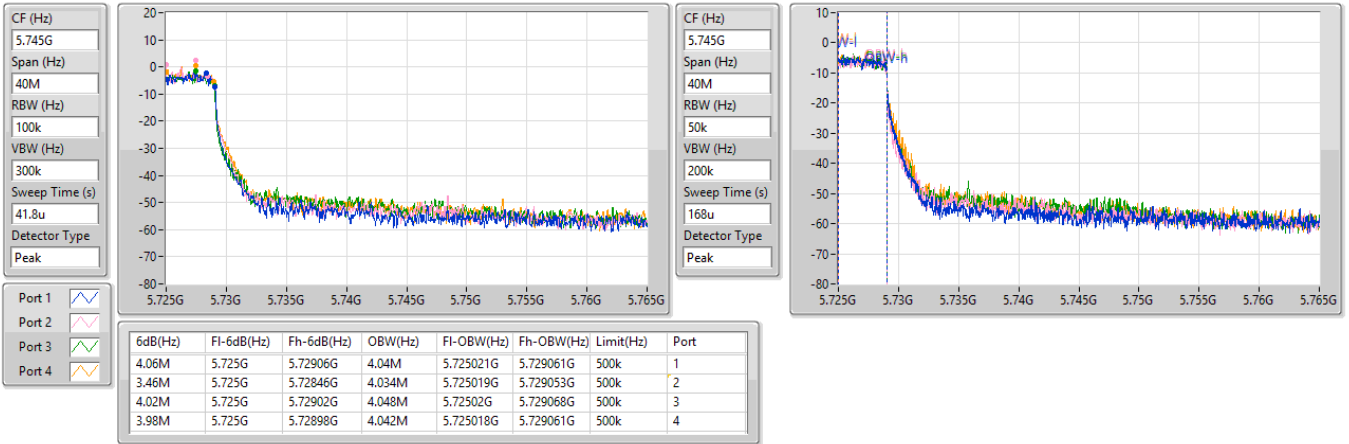 CF (Hz)
5.745G
Span (Hz)
40M
RBW (Hz)
100k
VBW (Hz)
300k
Sweep Time (s)
41.8u
Detector Type
Peak
20-
10-
0-
-10-
-20-
-30-
-40-
-50-
-60-
-70-
-80-
5.725G 5.73G 5.735G 5.74G 5.745G 5.75G 5.755G 5.76G 5.765G
CF (Hz)
5.745G
Span (Hz)
40M
RBW (Hz)
50k
VBW (Hz)
200k
Sweep Time (s)
168u
Detector Type
Peak
10-
0-
-10-
-20-
-30-
-40-
-50-
-60-
-70-
-80-
W-l
OBW-h
5.725G 5.73G 5.735G 5.74G 5.745G 5.75G 5.755G 5.76G 5.765G
Port 1
Port 2
Port 3
Port 4
6dB(Hz) Fl-6dB(Hz) Fh-6dB(Hz) OBW(Hz) Fl-OBW(Hz) Fh-OBW(Hz) Limit(Hz) Port
4.06M 5.725G 5.72906G 4.04M 5.725021G 5.729061G 500k 1
3.46M 5.725G 5.72846G 4.034M 5.725019G 5.729053G 500k 2
4.02M 5.725G 5.72902G 4.048M 5.72502G 5.729068G 500k 3
3.98M 5.725G 5.72898G 4.042M 5.725018G 5.729061G 500k 4